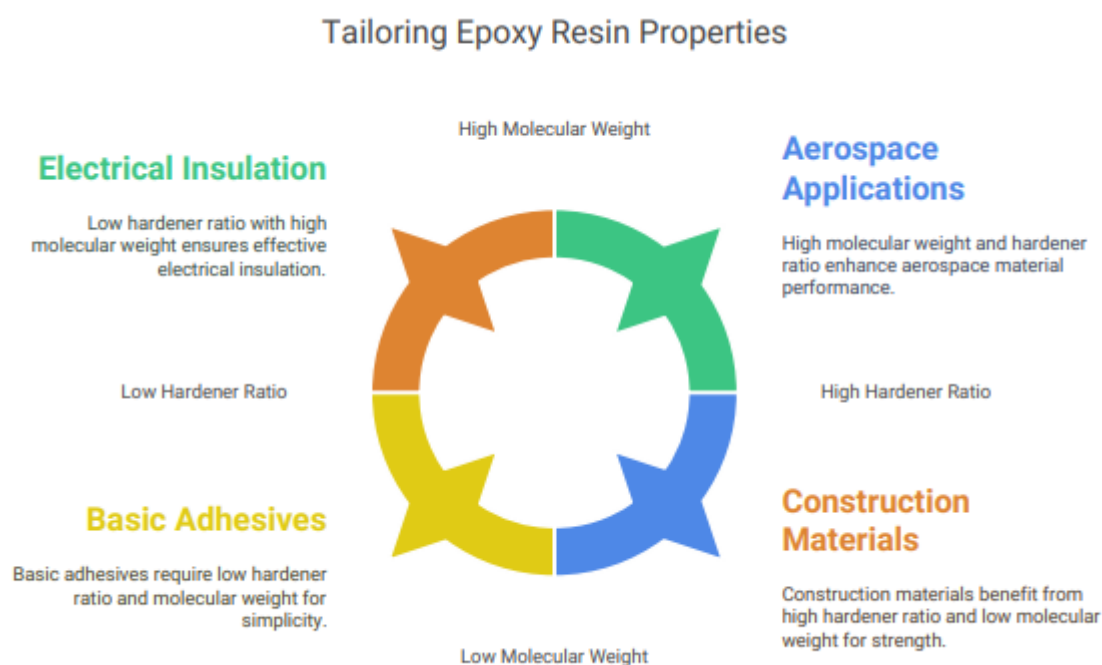 Tailoring Epoxy Resin Properties
High Molecular Weight
Electrical Insulation
Low hardener ratio with high
molecular weight ensures effective
electrical insulation.
Aerospace
Applications
High molecular weight and hardener
ratio enhance aerospace material
performance.
Low Hardener Ratio
High Hardener Ratio
Basic Adhesives
Basic adhesives require low hardener
ratio and molecular weight for
simplicity.
Construction
Materials
Construction materials benefit from
high hardener ratio and low molecular
weight for strength.
Low Molecular Weight